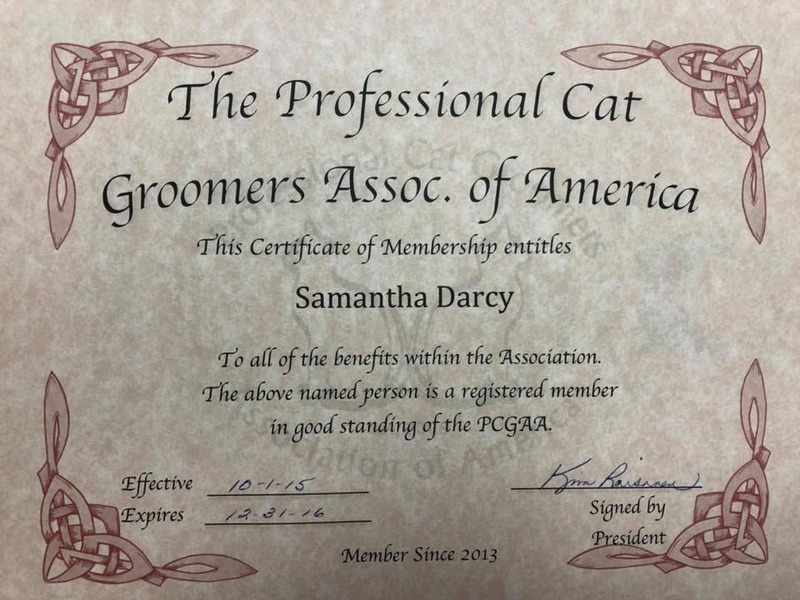 The Professional Cat
Groomers Assoc. of America
This Certificate of Membership entitles
Samantha Darcy
To all of the benefits within the Association.
The above named person is a registered member
in good standing of the PCGAA.
Effective 10-1-15
Expires 12-31-16
Signed by
President
Member Since 2013